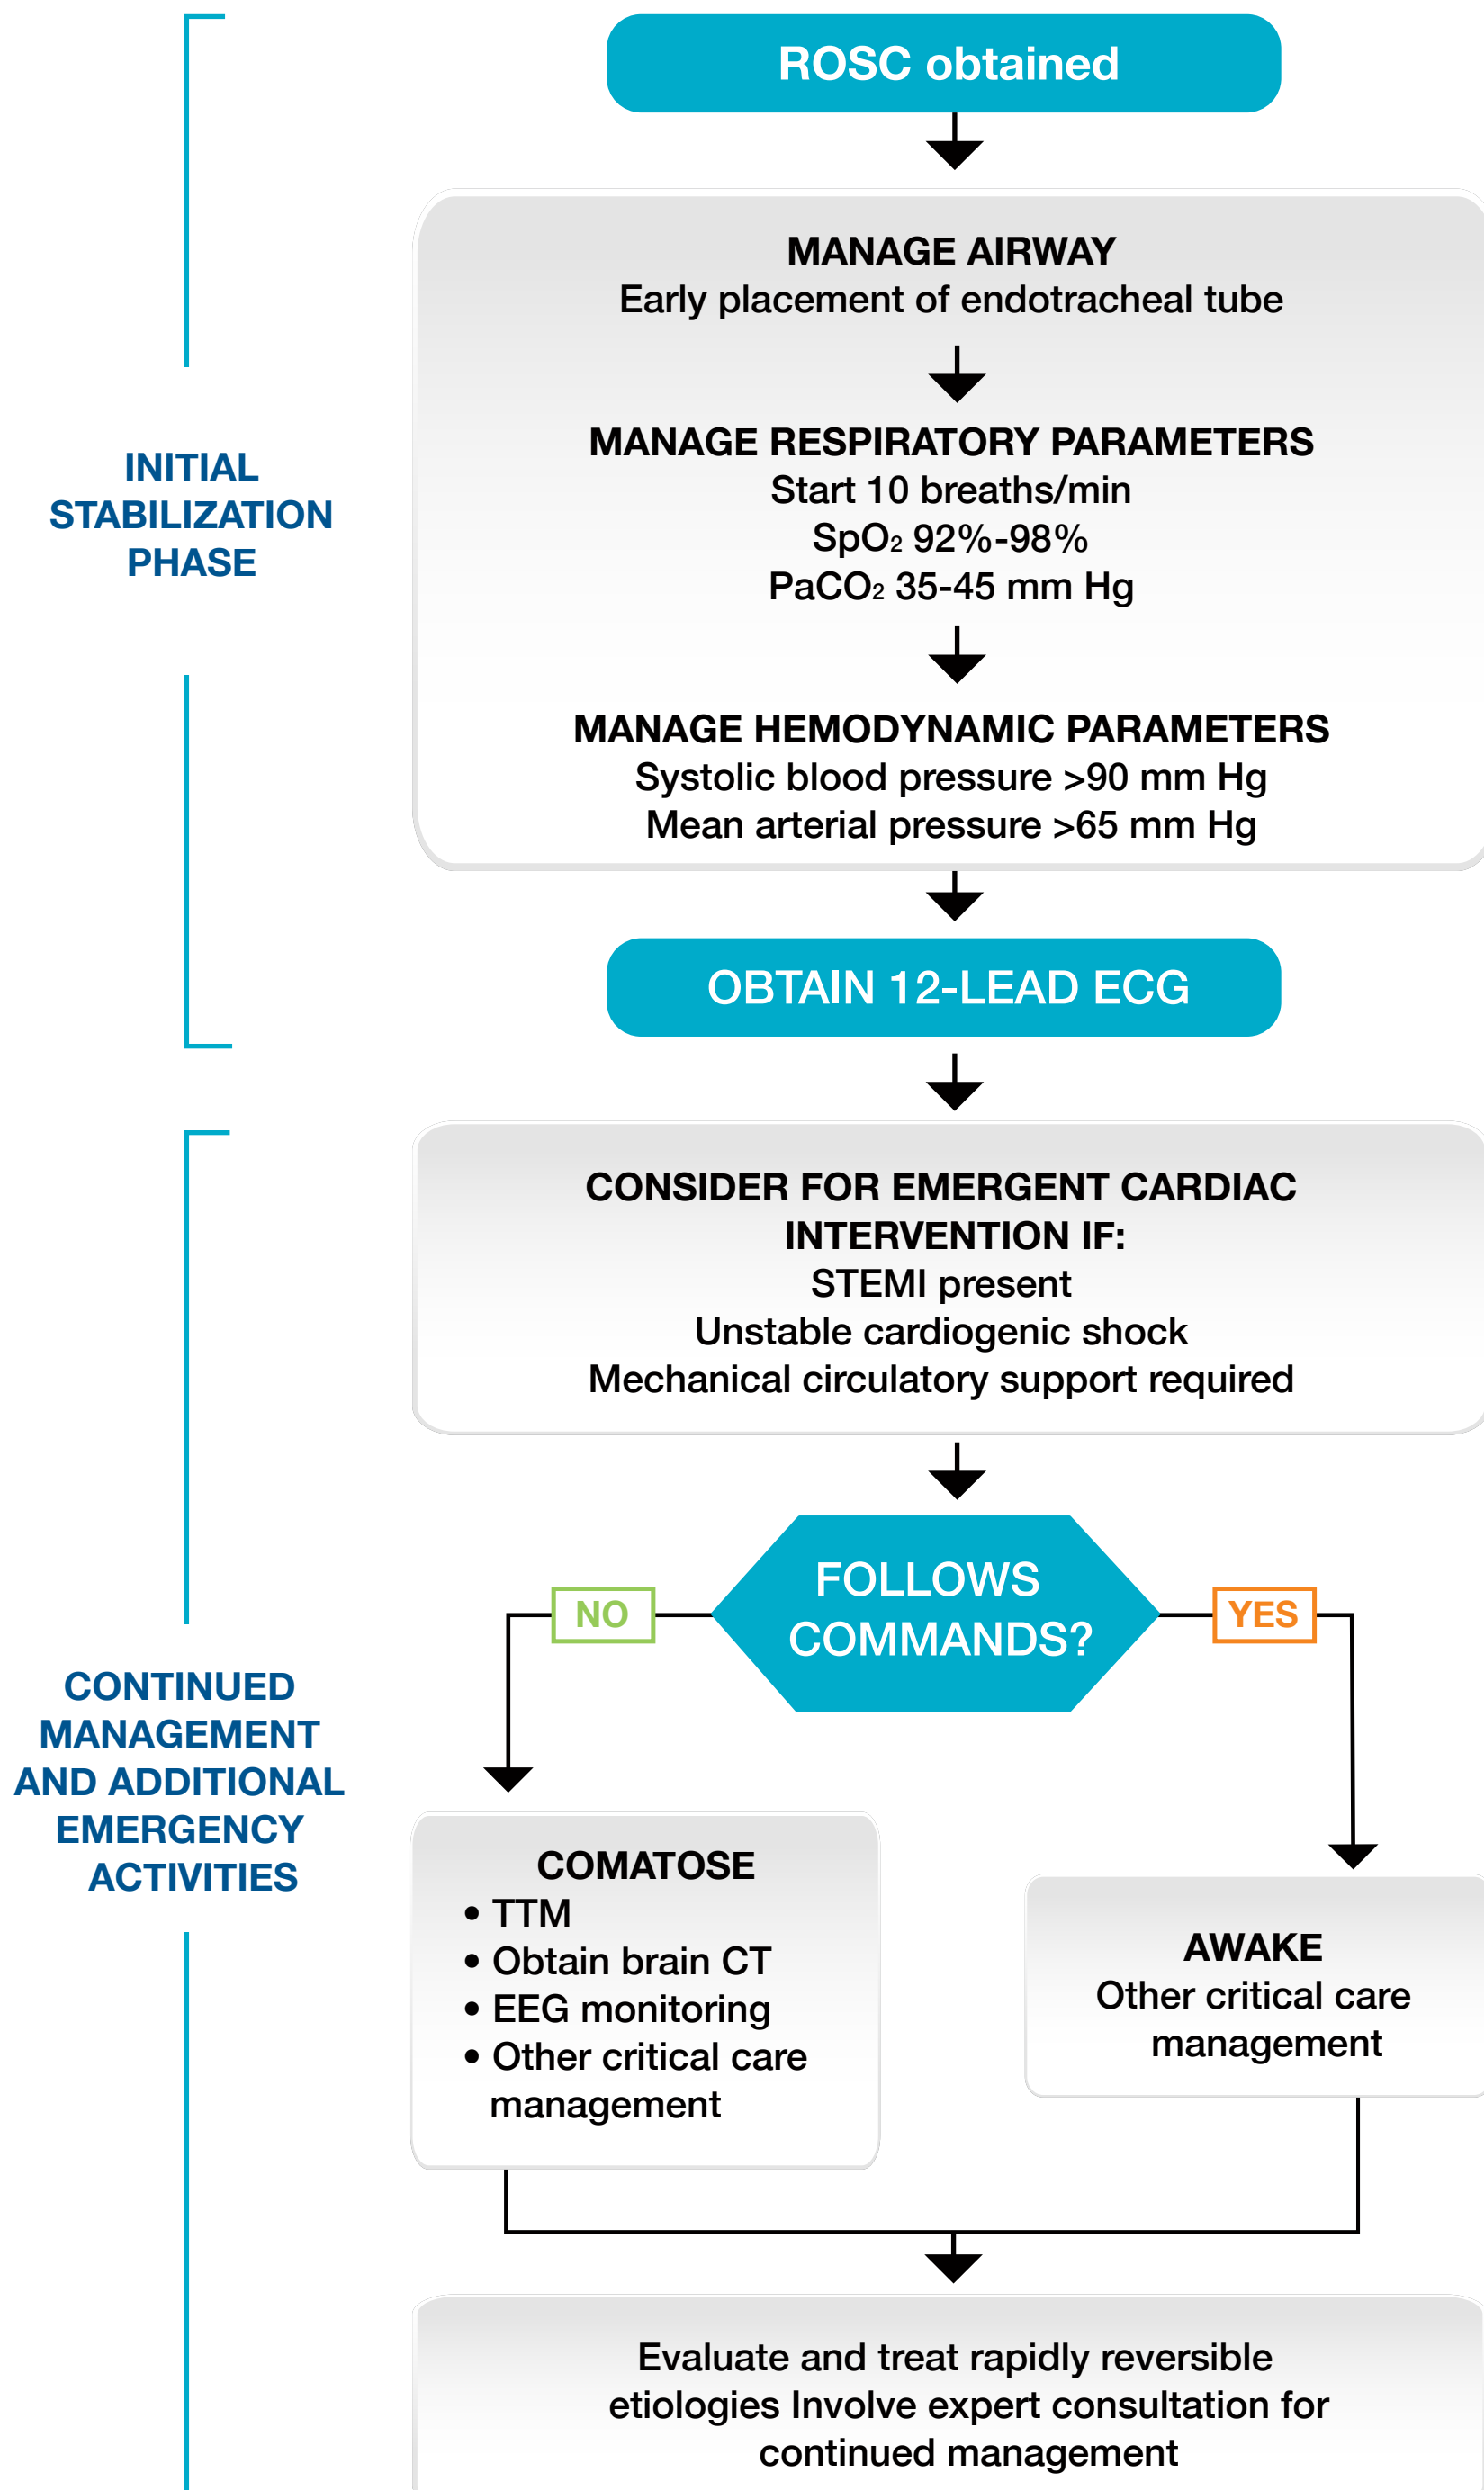 ROSC obtained
MANAGE AIRWAY
Early placement of endotracheal tube
MANAGE RESPIRATORY PARAMETERS
Start 10 breaths/min
SpO₂ 92%-98%
PaCO₂ 35-45 mm Hg
MANAGE HEMODYNAMIC PARAMETERS
Systolic blood pressure >90 mm Hg
Mean arterial pressure >65 mm Hg
OBTAIN 12-LEAD ECG
INITIAL
STABILIZATION
PHASE
CONSIDER FOR EMERGENT CARDIAC
INTERVENTION IF:
STEMI present
Unstable cardiogenic shock
Mechanical circulatory support required
FOLLOWS
COMMANDS?
NO
YES
COMATOSE
• TTM
• Obtain brain CT
• EEG monitoring
• Other critical care
management
AWAKE
Other critical care
management
CONTINUED
MANAGEMENT
AND ADDITIONAL
EMERGENCY
ACTIVITIES
Evaluate and treat rapidly reversible
etiologies Involve expert consultation for
continued management